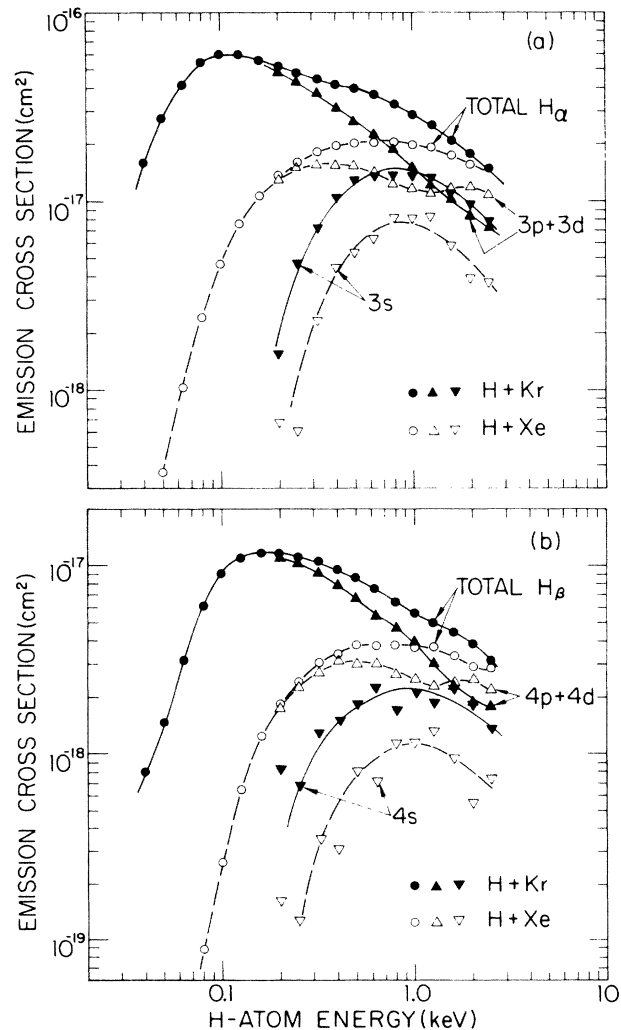 10⁻¹⁶
(a)
TOTAL Hα
10⁻¹⁷
3p+3d
3s
10⁻¹⁸
● ▲ ▼ H+Kr
○ △ ▽ H+Xe
EMISSION CROSS SECTION(cm²)
(b)
10⁻¹⁷
TOTAL Hβ
4p+4d
10⁻¹⁸
4s
● ▲ ▼ H+Kr
○ △ ▽ H+Xe
10⁻¹⁹
EMISSION CROSS SECTION(cm²)
0.1 1.0 10
H-ATOM ENERGY(keV)